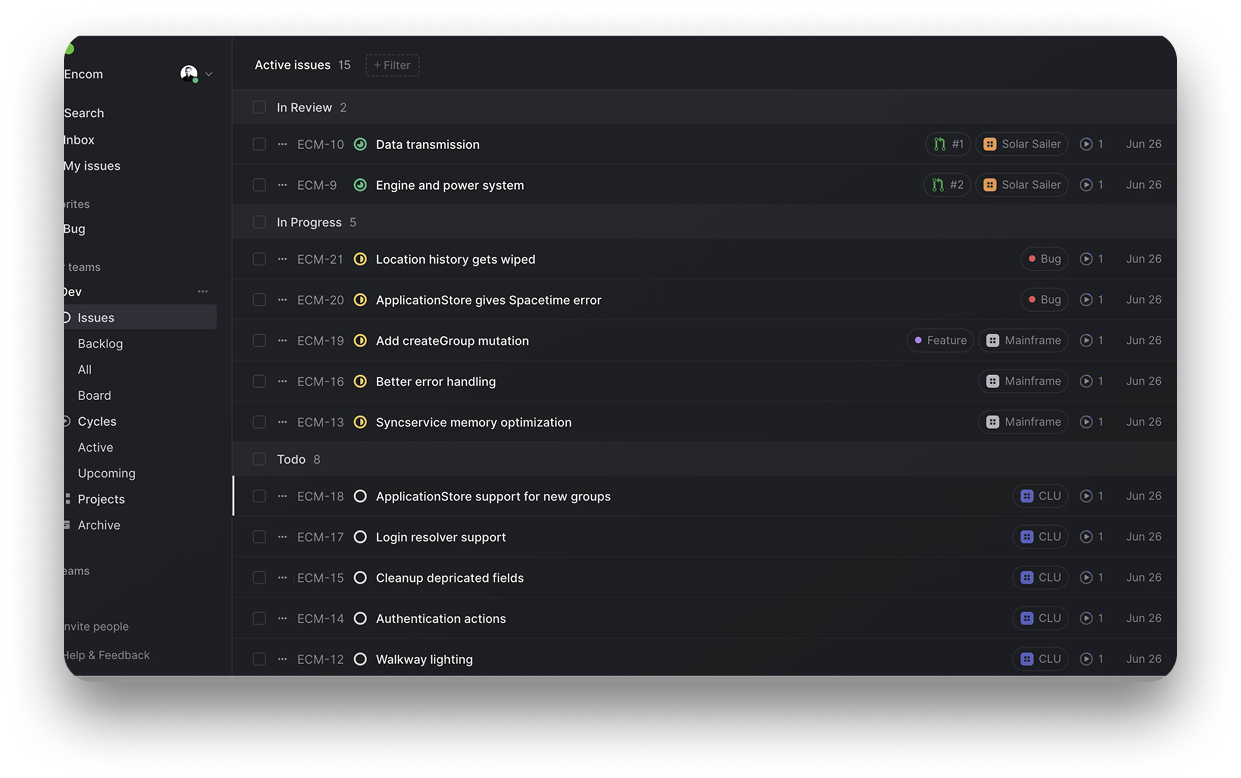 Encom
Search
Inbox
My issues
orites
Bug
teams
Dev
Issues
Backlog
All
Board
Cycles
Active
Upcoming
Projects
Archive
eams
nvite people
Help & Feedback
Active issues 15 + Filter
In Review 2
ECM-10 Data transmission #1 Solar Sailer 1 Jun 26
ECM-9 Engine and power system #2 Solar Sailer 1 Jun 26
In Progress 5
ECM-21 Location history gets wiped Bug 1 Jun 26
ECM-20 ApplicationStore gives Spacetime error Bug 1 Jun 26
ECM-19 Add createGroup mutation Feature Mainframe 1 Jun 26
ECM-16 Better error handling Mainframe 1 Jun 26
ECM-13 Syncservice memory optimization Mainframe 1 Jun 26
Todo 8
ECM-18 ApplicationStore support for new groups CLU 1 Jun 26
ECM-17 Login resolver support CLU 1 Jun 26
ECM-15 Cleanup depricated fields CLU 1 Jun 26
ECM-14 Authentication actions CLU 1 Jun 26
ECM-12 Walkway lighting CLU 1 Jun 26